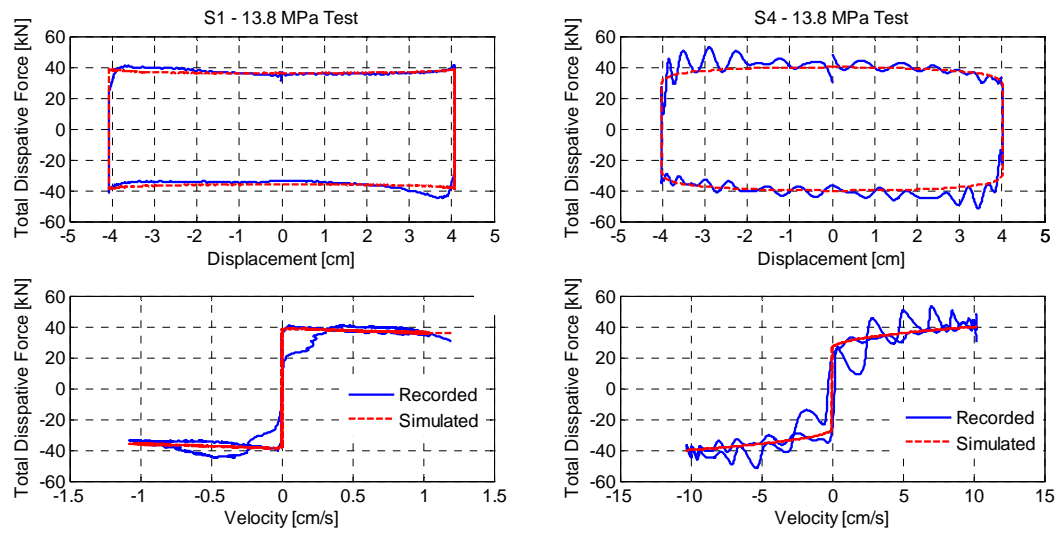 S1 - 13.8 MPa Test
Total Disspative Force [kN]
60
40
20
0
-20
-40
-60
-5 -4 -3 -2 -1 0 1 2 3 4 5
Displacement [cm]
S4 - 13.8 MPa Test
Total Disspative Force [kN]
60
40
20
0
-20
-40
-60
-5 -4 -3 -2 -1 0 1 2 3 4 5
Displacement [cm]
Total Disspative Force [kN]
60
40
20
0
-20
-40
-60
Recorded
Simulated
-1.5 -1 -0.5 0 0.5 1 1.5
Velocity [cm/s]
Total Disspative Force [kN]
60
40
20
0
-20
-40
-60
Recorded
Simulated
-15 -10 -5 0 5 10 15
Velocity [cm/s]